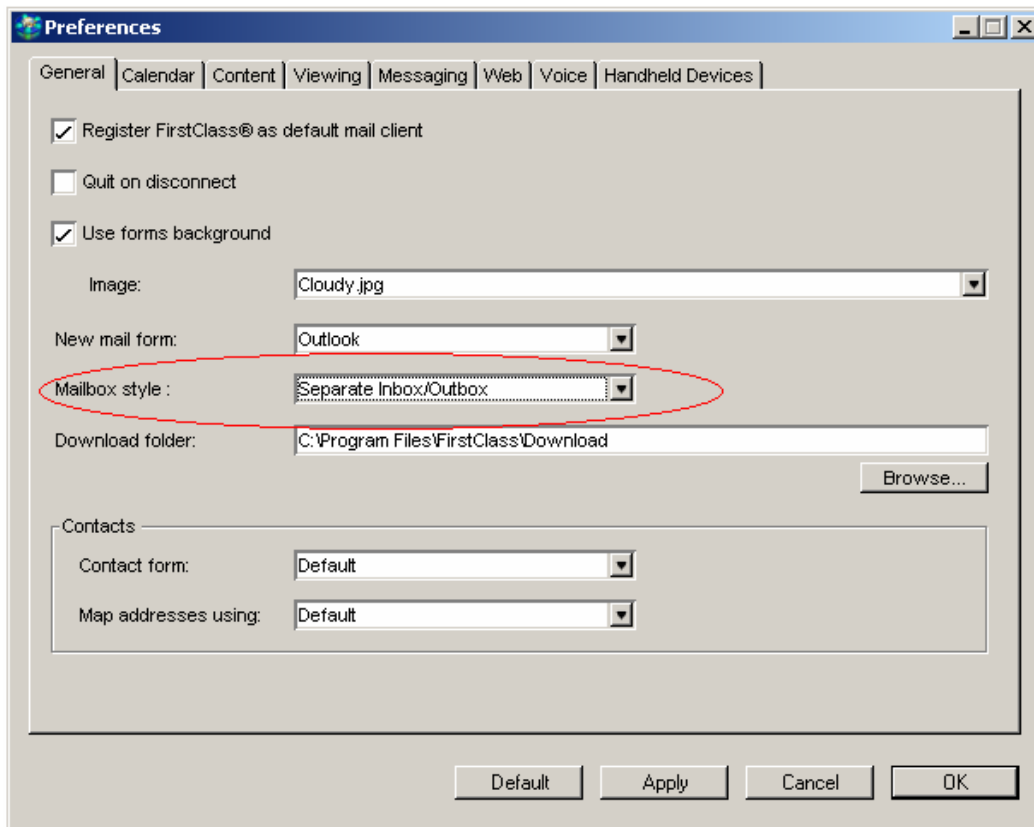 Preferences
General Calendar Content Viewing Messaging Web Voice Handheld Devices
Register FirstClass® as default mail client
Quit on disconnect
Use forms background
Image: Cloudy.jpg
New mail form: Outlook
Mailbox style : Separate Inbox/Outbox
Download folder: C:\Program Files\FirstClass\Download
Browse...
Contacts
Contact form: Default
Map addresses using: Default
Default Apply Cancel OK